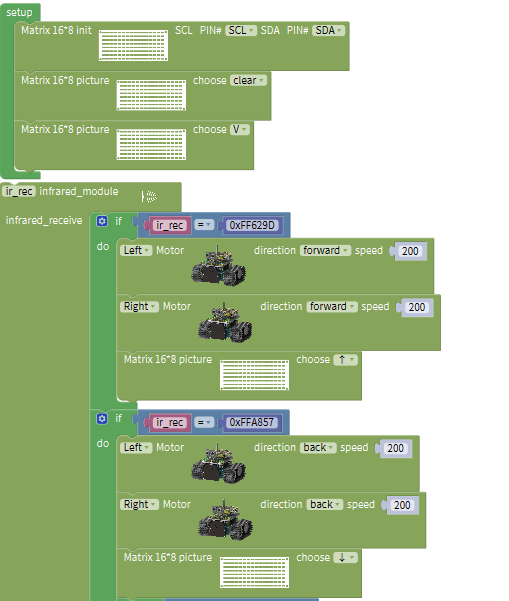 setup
Matrix 16*8 init SCL PIN# SCL SDA PIN# SDA
Matrix 16*8 picture choose clear
Matrix 16*8 picture choose V
ir_rec infrared_module
infrared_receive if ir_rec = 0xFF629D
do Left Motor direction forward speed 200
Right Motor direction forward speed 200
Matrix 16*8 picture choose ↑
if ir_rec = 0xFFA857
do Left Motor direction back speed 200
Right Motor direction back speed 200
Matrix 16*8 picture choose ↓